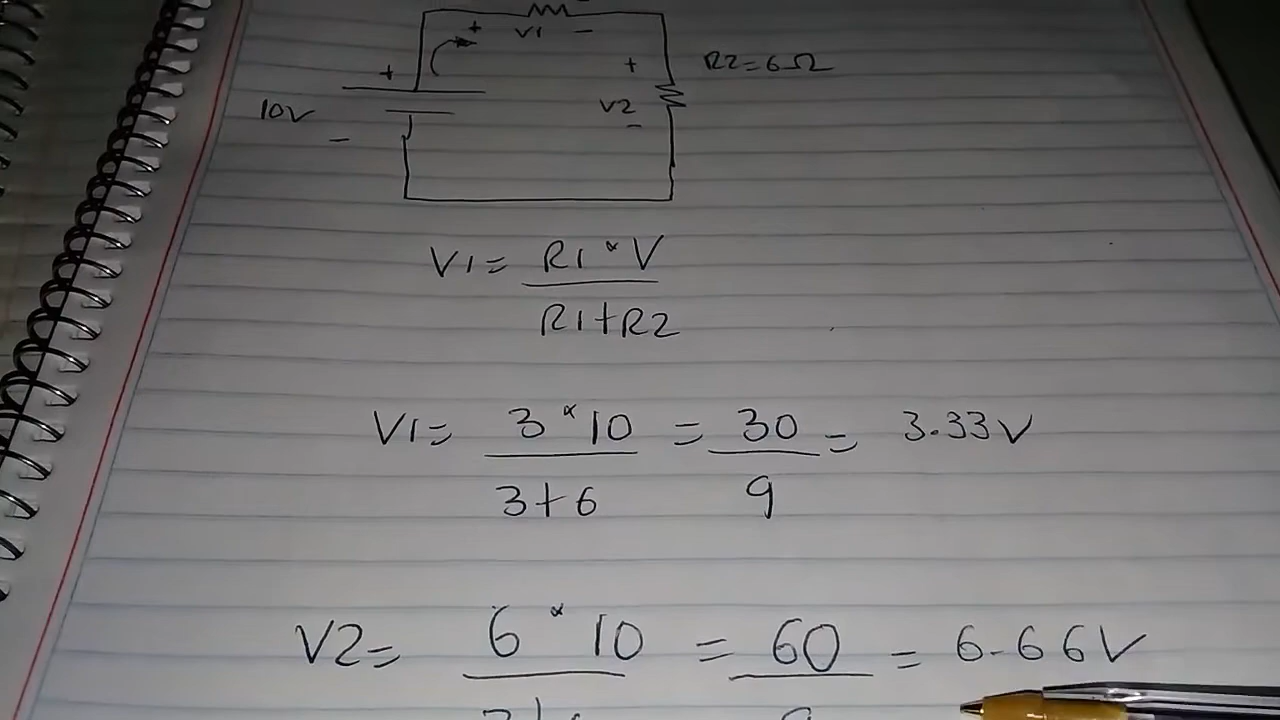 + V1 -
+ R2=6Ω
+
10V V2
- -
V1= R1*V
R1+R2
V1= 3*10 = 30 = 3.33V
3+6 9
V2= 6*10 = 60 = 6.66V